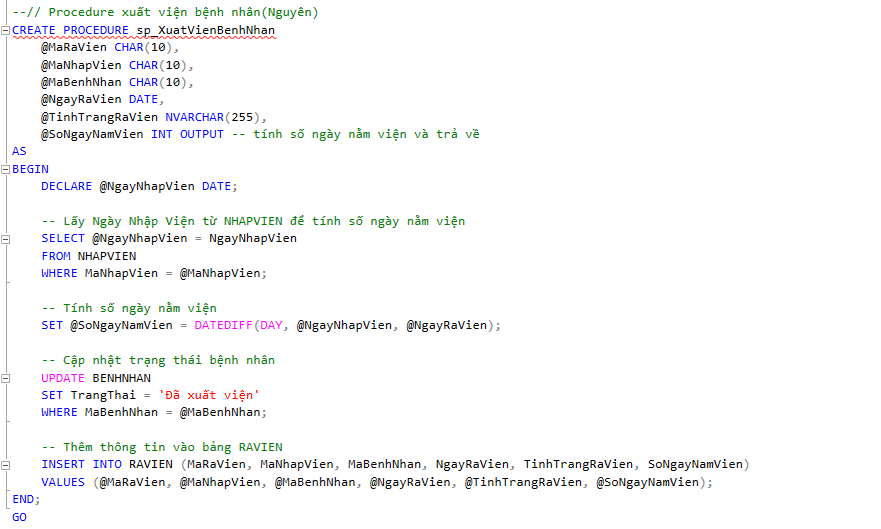 --// Procedure xuất viện bệnh nhân(Nguyên)
CREATE PROCEDURE sp_XuatVienBenhNhan
@MaRaVien CHAR(10),
@MaNhapVien CHAR(10),
@MaBenhNhan CHAR(10),
@NgayRaVien DATE,
@TinhTrangRaVien NVARCHAR(255),
@SoNgayNamVien INT OUTPUT -- tính số ngày nằm viện và trả về
AS
BEGIN
DECLARE @NgayNhapVien DATE;
-- Lấy Ngày Nhập Viện từ NHAPVIEN để tính số ngày nằm viện
SELECT @NgayNhapVien = NgayNhapVien
FROM NHAPVIEN
WHERE MaNhapVien = @MaNhapVien;
-- Tính số ngày nằm viện
SET @SoNgayNamVien = DATEDIFF(DAY, @NgayNhapVien, @NgayRaVien);
-- Cập nhật trạng thái bệnh nhân
UPDATE BENHNHAN
SET TrangThai = 'Đã xuất viện'
WHERE MaBenhNhan = @MaBenhNhan;
-- Thêm thông tin vào bảng RAVIEN
INSERT INTO RAVIEN (MaRaVien, MaNhapVien, MaBenhNhan, NgayRaVien, TinhTrangRaVien, SoNgayNamVien)
VALUES (@MaRaVien, @MaNhapVien, @MaBenhNhan, @NgayRaVien, @TinhTrangRaVien, @SoNgayNamVien);
END;
GO